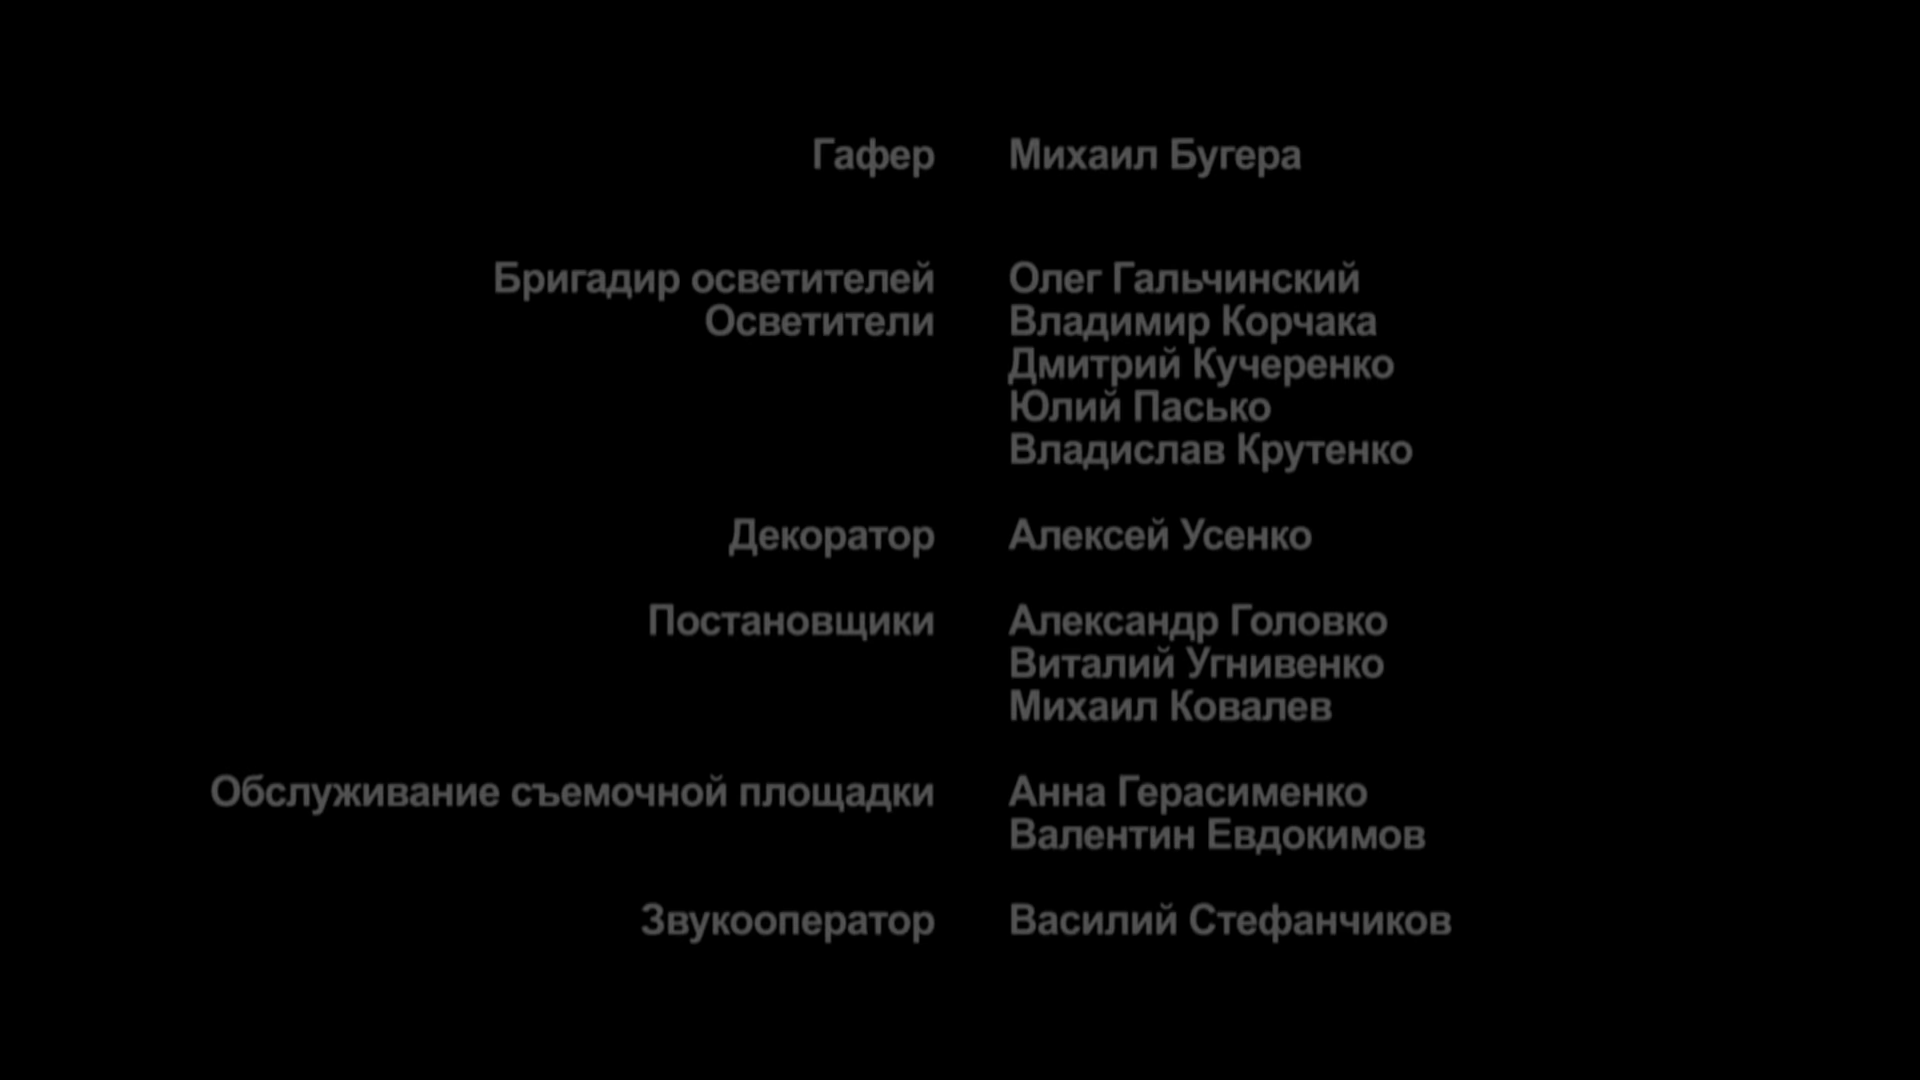 Гафер Михаил Бугера
Бригадир осветителей Олег Гальчинский
Осветители Владимир Корчака
Дмитрий Кучеренко
Юлий Пасько
Владислав Крутенко
Декоратор Алексей Усенко
Постановщики Александр Головко
Виталий Угнивенко
Михаил Ковалев
Обслуживание съемочной площадки Анна Герасименко
Валентин Евдокимов
Звукооператор Василий Стефанчиков